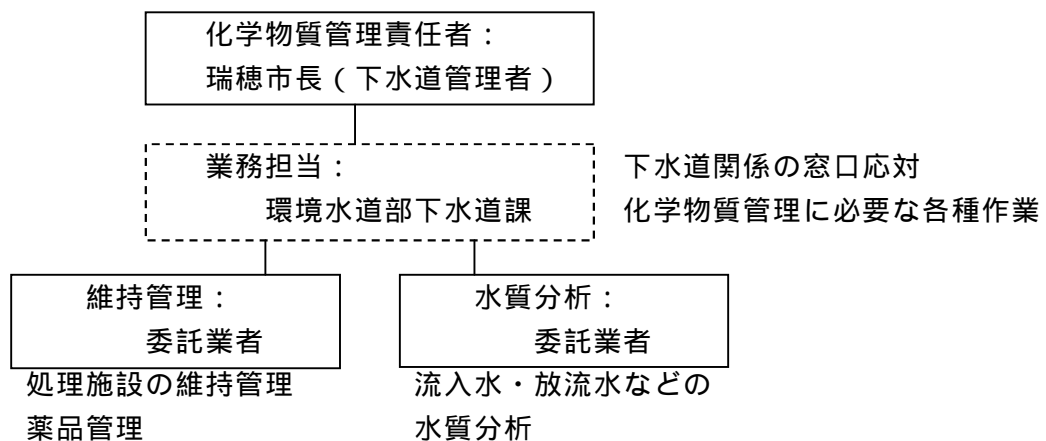 化学物質管理責任者：
瑞穂市長（下水道管理者）
業務担当：
環境水道部下水道課
下水道関係の窓口応対
化学物質管理に必要な各種作業
維持管理：
委託業者
処理施設の維持管理
薬品管理
水質分析：
委託業者
流入水・放流水などの
水質分析